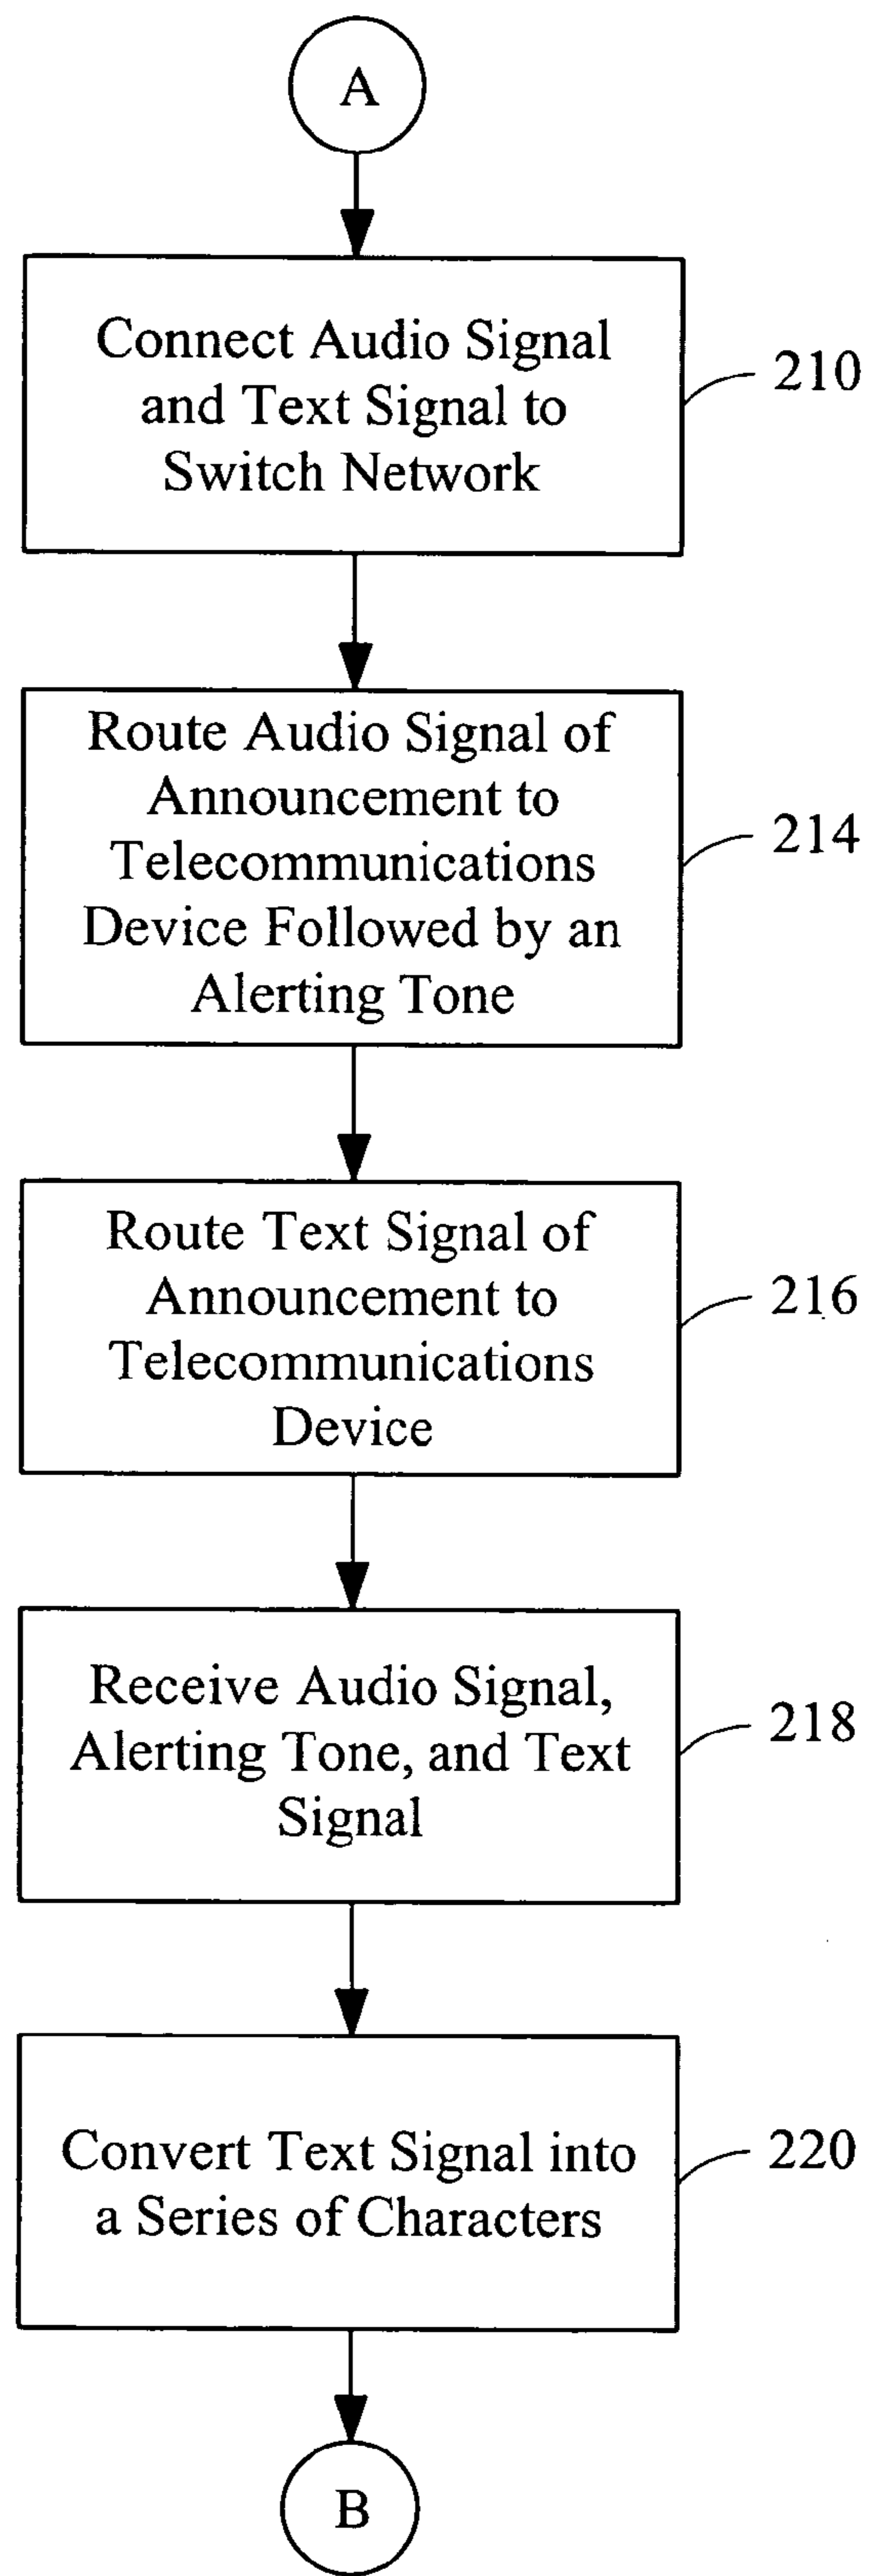 A
Connect Audio Signal
and Text Signal to
Switch Network
210
Route Audio Signal of
Announcement to
Telecommunications
Device Followed by an
Alerting Tone
214
Route Text Signal of
Announcement to
Telecommunications
Device
216
Receive Audio Signal,
Alerting Tone, and Text
Signal
218
Convert Text Signal into
a Series of Characters
220
B